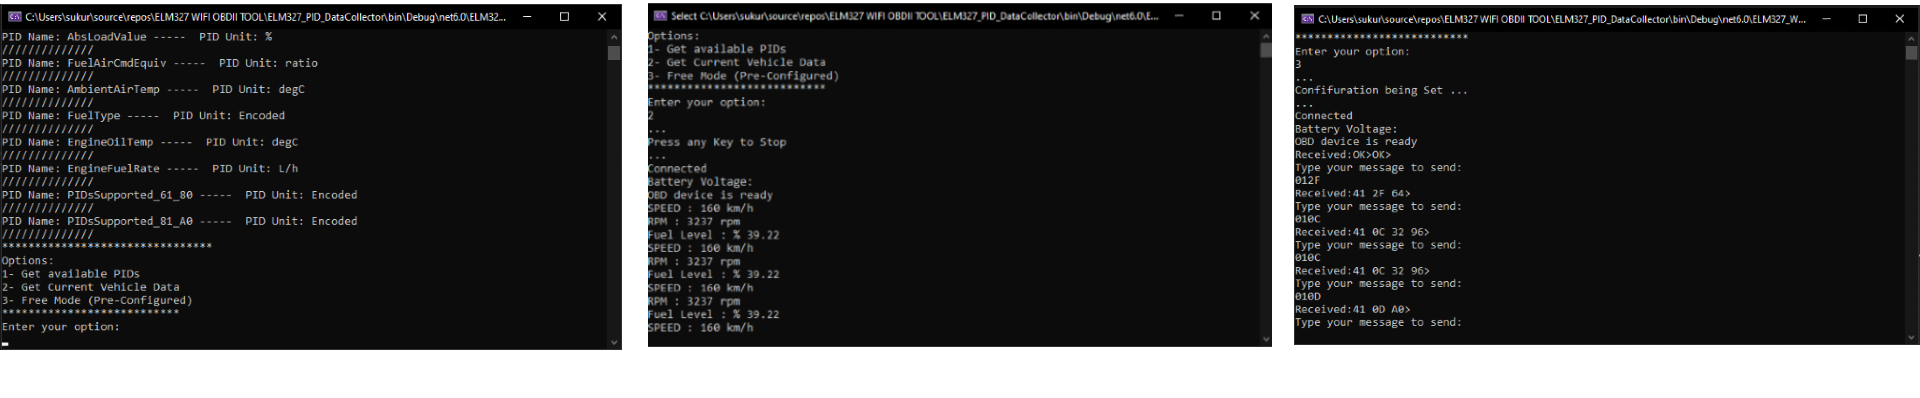 C:\Users\sukur\source\repos\ELM327 WIFI OBDII TOOL\ELM327_PID_DataCollector\bin\Debug\net6.0\ELM32...
PID Name: AbsLoadValue -----  PID Unit: %
//////////////
PID Name: FuelAirCmdEquiv -----  PID Unit: ratio
//////////////
PID Name: AmbientAirTemp -----  PID Unit: degC
//////////////
PID Name: FuelType -----  PID Unit: Encoded
//////////////
PID Name: EngineOilTemp -----  PID Unit: degC
//////////////
PID Name: EngineFuelRate -----  PID Unit: L/h
//////////////
PID Name: PIDsSupported_61_80 -----  PID Unit: Encoded
//////////////
PID Name: PIDsSupported_81_A0 -----  PID Unit: Encoded
//////////////
********************************
Options:
1- Get available PIDs
2- Get Current Vehicle Data
3- Free Mode (Pre-Configured)
***************************
Enter your option:
Select C:\Users\sukur\source\repos\ELM327 WIFI OBDII TOOL\ELM327_PID_DataCollector\bin\Debug\net6.0\E...
Options:
1- Get available PIDs
2- Get Current Vehicle Data
3- Free Mode (Pre-Configured)
***************************
Enter your option:
2
...
Press any Key to Stop
...
Connected
Battery Voltage:
OBD device is ready
SPEED : 160 km/h
RPM : 3237 rpm
Fuel Level : % 39.22
SPEED : 160 km/h
RPM : 3237 rpm
Fuel Level : % 39.22
SPEED : 160 km/h
RPM : 3237 rpm
Fuel Level : % 39.22
SPEED : 160 km/h
C:\Users\sukur\source\repos\ELM327 WIFI OBDII TOOL\ELM327_PID_DataCollector\bin\Debug\net6.0\ELM327_W...
***************************
Enter your option:
3
...
Confifuration being Set ...
...
Connected
Battery Voltage:
OBD device is ready
Received:OK>OK>
Type your message to send:
012F
Received:41 2F 64>
Type your message to send:
010C
Received:41 0C 32 96>
Type your message to send:
010C
Received:41 0C 32 96>
Type your message to send:
010D
Received:41 0D A0>
Type your message to send: